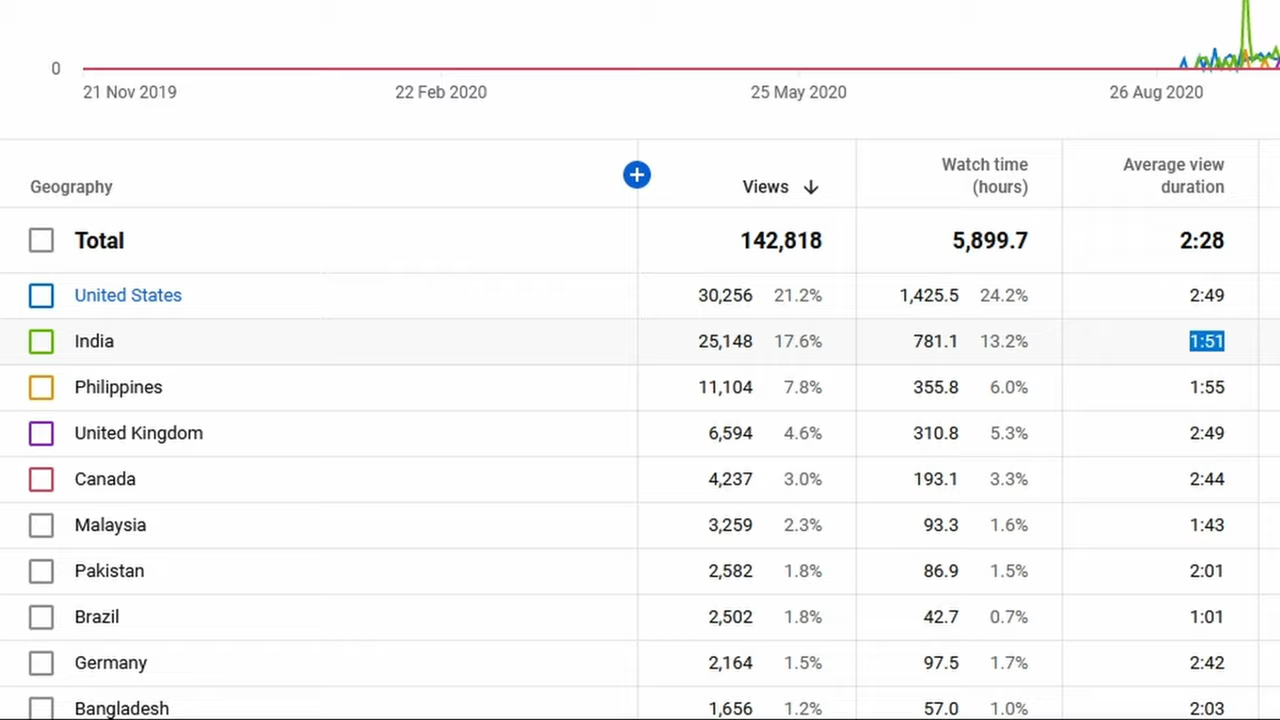 0
21 Nov 2019 22 Feb 2020 25 May 2020 26 Aug 2020
Geography Views Watch time (hours) Average view duration
Total 142,818 5,899.7 2:28
United States 30,256 21.2% 1,425.5 24.2% 2:49
India 25,148 17.6% 781.1 13.2% 1:51
Philippines 11,104 7.8% 355.8 6.0% 1:55
United Kingdom 6,594 4.6% 310.8 5.3% 2:49
Canada 4,237 3.0% 193.1 3.3% 2:44
Malaysia 3,259 2.3% 93.3 1.6% 1:43
Pakistan 2,582 1.8% 86.9 1.5% 2:01
Brazil 2,502 1.8% 42.7 0.7% 1:01
Germany 2,164 1.5% 97.5 1.7% 2:42
Bangladesh 1,656 1.2% 57.0 1.0% 2:03